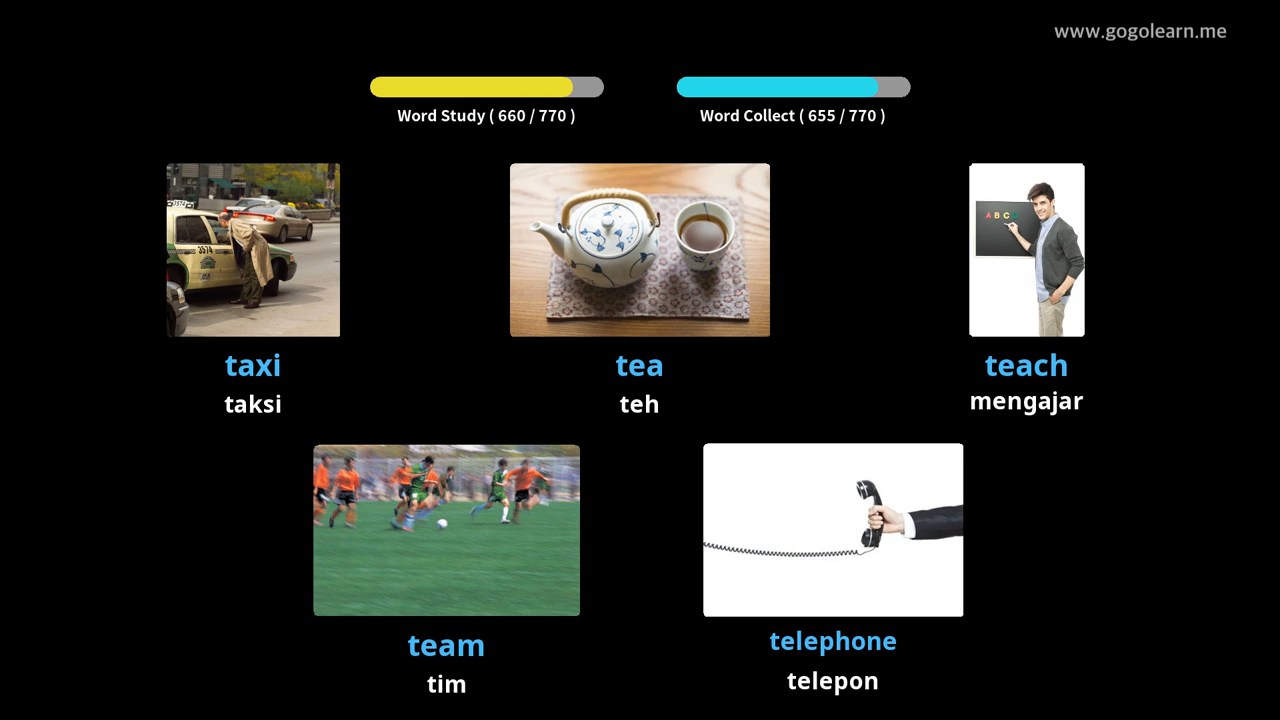 www.gogolearn.me
Word Study ( 660 / 770 )
Word Collect ( 655 / 770 )
3574
A B C D
taxi
tea
teach
taksi
teh
mengajar
team
telephone
tim
telepon